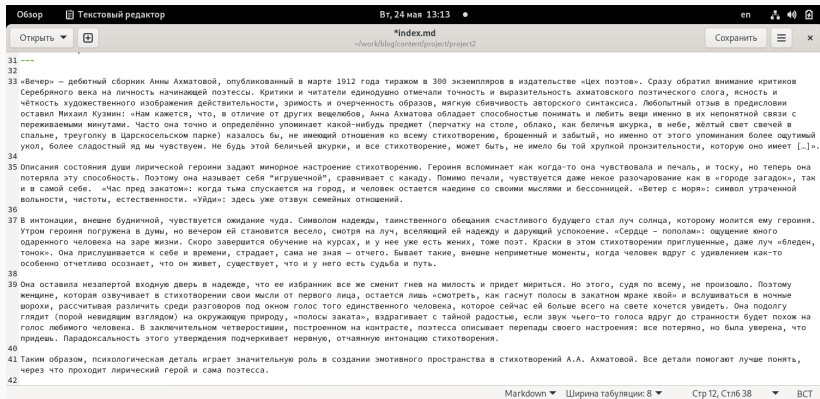 Обзор Текстовый редактор Вт, 24 мая 13:13 en
Открыть *index.md Сохранить
~/work/blog/content/project/project2
31 ---
32
33 «Вечер» — дебютный сборник Анны Ахматовой, опубликованный в марте 1912 года тиражом в 300 экземпляров в издательстве «Цех поэтов». Сразу обратил внимание критиков
Серебряного века на личность начинающей поэтессы. Критики и читатели единодушно отмечали точность и выразительность ахматовского поэтического слога, ясность и
чёткость художественного изображения действительности, зримость и очерченность образов, мягкую сбивчивость авторского синтаксиса. Любопытный отзыв в предисловии
оставил Михаил Кузмин: «Нам кажется, что, в отличие от других вещелюбов, Анна Ахматова обладает способностью понимать и любить вещи именно в их непонятной связи с
переживаемыми минутами. Часто она точно и определённо упоминает какой-нибудь предмет (перчатку на столе, облако, как беличья шкурка, в небе, жёлтый свет свечей в
спальне, треуголку в Царскосельском парке) казалось бы, не имеющий отношения ко всему стихотворению, брошенный и забытый, но именно от этого упоминания более ощутимый
укол, более сладостный яд мы чувствуем. Не будь этой беличьей шкурки, и все стихотворение, может быть, не имело бы той хрупкой пронзительности, которую оно имеет […]».
34
35 Описания состояния души лирической героини задают минорное настроение стихотворению. Героиня вспоминает как когда-то она чувствовала и печаль, и тоску, но теперь она
потеряла эту способность. Поэтому она называет себя "игрушечной", сравнивает с какаду. Помимо печали, чувствуется даже некое разочарование как в «городе загадок», так
и в самой себе. «Час пред закатом»: когда тьма спускается на город, и человек остается наедине со своими мыслями и бессонницей. «Ветер с моря»: символ утраченной
вольности, чистоты, естественности. «Уйди»: здесь уже отзвук семейных отношений.
36
37 В интонации, внешне будничной, чувствуется ожидание чуда. Символом надежды, таинственного обещания счастливого будущего стал луч солнца, которому молится ему героиня.
Утром героиня погружена в думы, но вечером ей становится весело, смотря на луч, вселяющий ей надежду и дарующий успокоение. «Сердце – пополам»: ощущение юного
одаренного человека на заре жизни. Скоро завершится обучение на курсах, и у нее уже есть жених, тоже поэт. Краски в этом стихотворении приглушенные, даже луч «бледен,
тонок». Она прислушивается к себе и времени, страдает, сама не зная – отчего. Бывает такие, внешне неприметные моменты, когда человек вдруг с удивлением как-то
особенно отчетливо осознает, что он живет, существует, что и у него есть судьба и путь.
38
39 Она оставила незапертой входную дверь в надежде, что ее избранник все же сменит гнев на милость и придет мириться. Но этого, судя по всему, не произошло. Поэтому
женщине, которая озвучивает в стихотворении свои мысли от первого лица, остается лишь «смотреть, как гаснут полосы в закатном мраке хвой» и вслушиваться в ночные
шорохи, рассчитывая различить среди разговоров под окном голос того единственного человека, которое сейчас ей больше всего на свете хочется увидеть. Она подолгу
глядит (порой невидящим взглядом) на окружающую природу, «полосы заката», вздрагивает с тайной радостью, если звук чьего-то голоса вдруг до странности будет похож на
голос любимого человека. В заключительном четверостишии, построенном на контрасте, поэтесса описывает перепады своего настроения: все потеряно, но была уверена, что
придешь. Парадоксальность этого утверждения подчеркивает нервную, отчаянную интонацию стихотворения.
40
41 Таким образом, психологическая деталь играет значительную роль в создании эмотивного пространства в стихотворений А.А. Ахматовой. Все детали помогают лучше понять,
через что проходит лирический герой и сама поэтесса.
42
Markdown Ширина табуляции: 8 Стр 12, Стлб 38 ВСТ